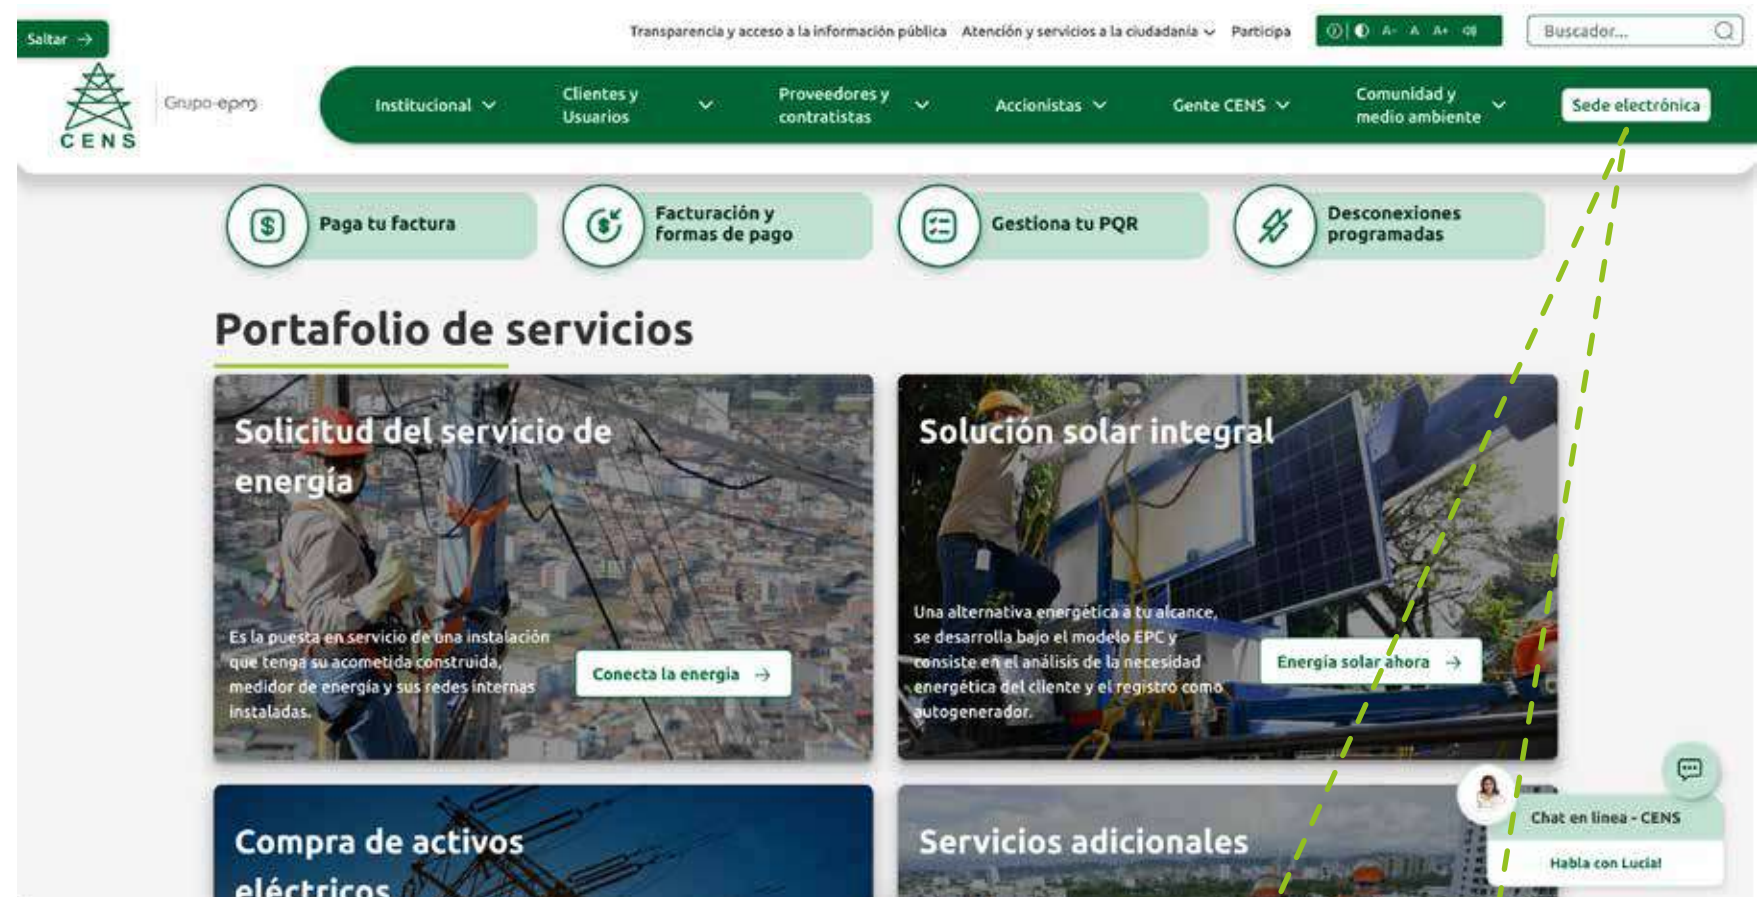 Saltar →
Transparencia y acceso a la información pública Atención y servicios a la ciudadanía Participa
A- A A+
Buscador...
CENS
Grupo·epm
Institucional
Clientes y
Usuarios
Proveedores y
contratistas
Accionistas
Gente CENS
Comunidad y
medio ambiente
Sede electrónica
Paga tu factura
Facturación y
formas de pago
Gestiona tu PQR
Desconexiones
programadas
Portafolio de servicios
Solicitud del servicio de
energía
Es la puesta en servicio de una instalación
que tenga su acometida construida,
medidor de energía y sus redes internas
instaladas.
Conecta la energía →
Solución solar integral
Una alternativa energética a tu alcance,
se desarrolla bajo el modelo EPC y
consiste en el análisis de la necesidad
energética del cliente y el registro como
autogenerador.
Energía solar ahora →
Compra de activos
eléctricos
Servicios adicionales
Chat en línea - CENS
Habla con Lucía!